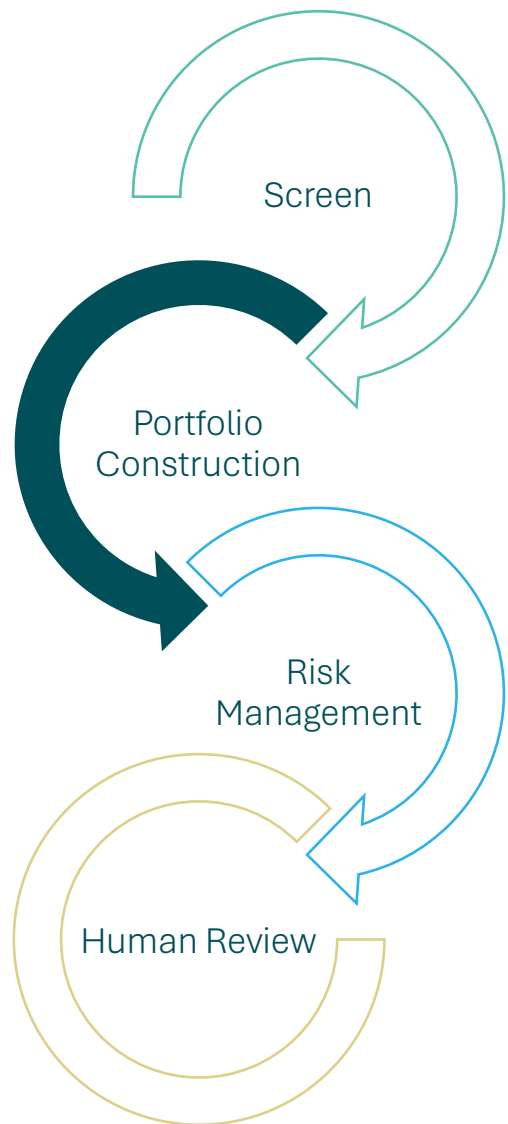 Screen
Portfolio
Construction
Risk
Management
Human Review